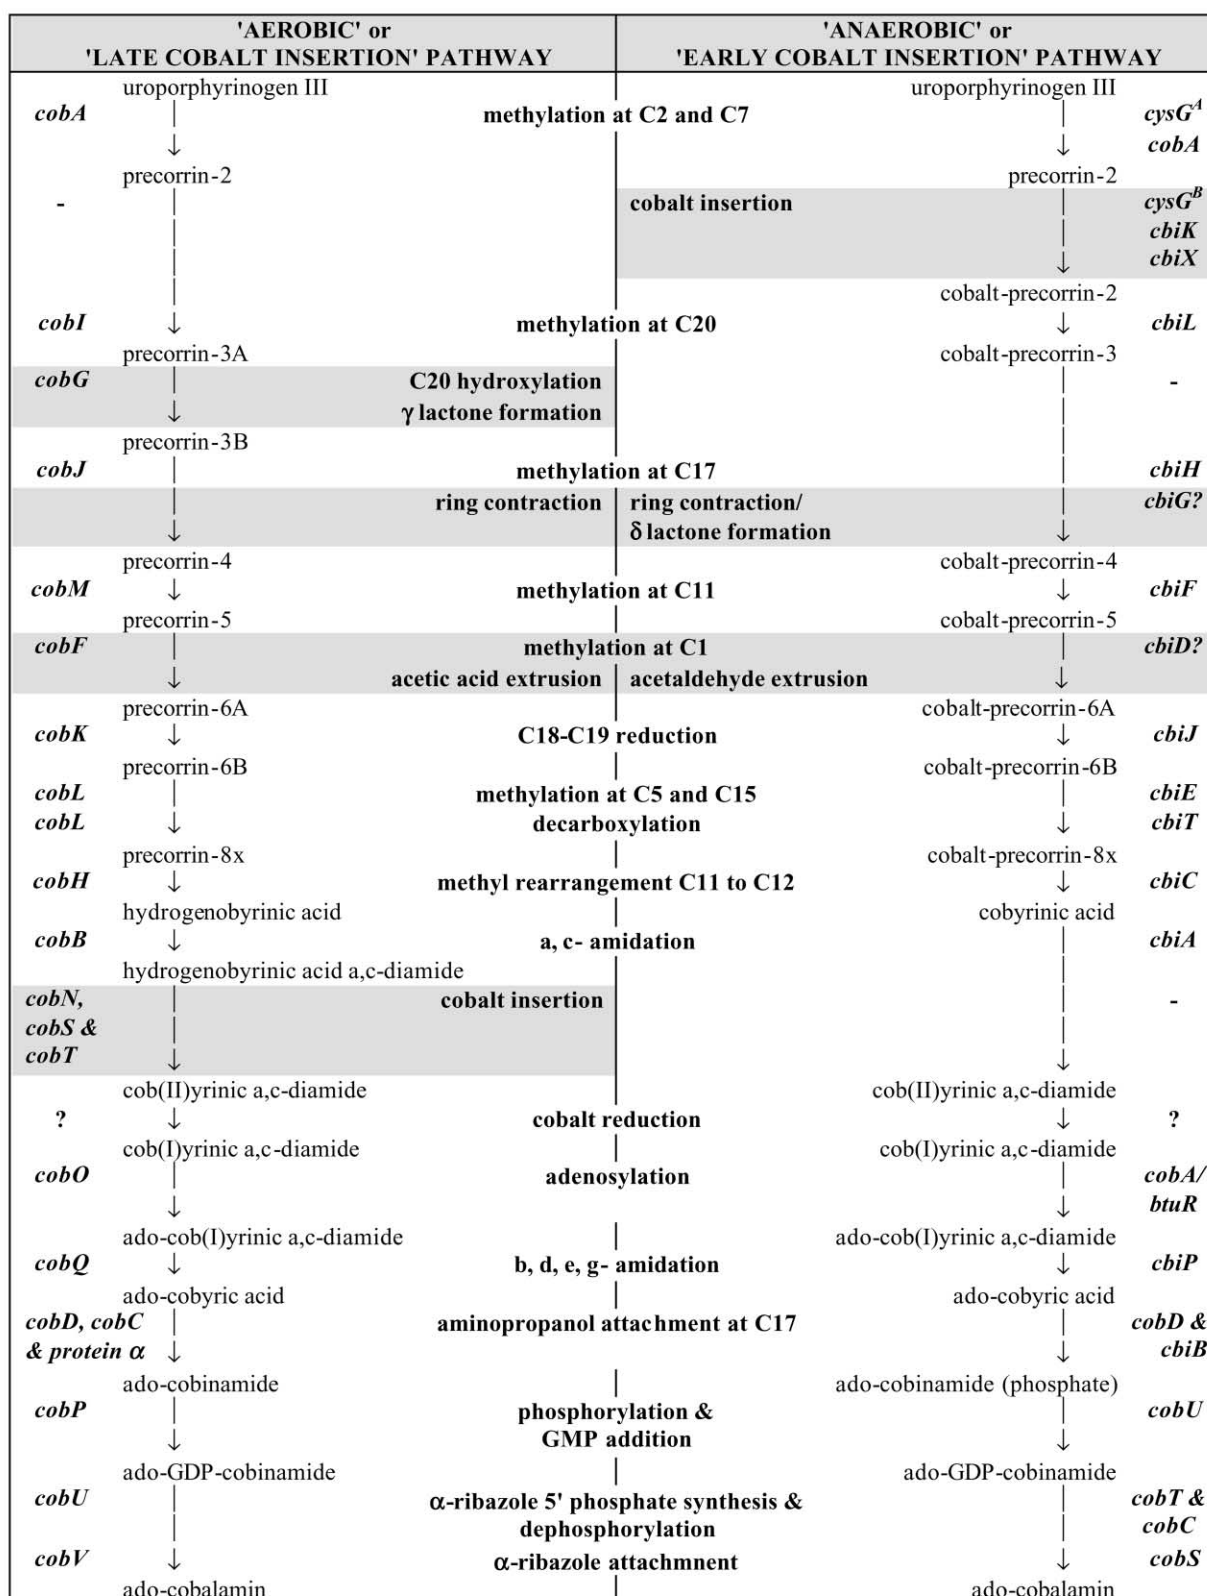 'AEROBIC' or 'ANAEROBIC' or
'LATE COBALT INSERTION' PATHWAY 'EARLY COBALT INSERTION' PATHWAY
uroporphyrinogen III uroporphyrinogen III
cobA methylation at C2 and C7 cysG^A
↓ ↓ cobA
precorrin-2 precorrin-2
- cobalt insertion cysG^B
cbiK
↓ cbiX
cobalt-precorrin-2
cobI ↓ methylation at C20 ↓ cbiL
precorrin-3A cobalt-precorrin-3
cobG C20 hydroxylation -
↓ γ lactone formation
precorrin-3B
cobJ methylation at C17 cbiH
ring contraction ring contraction/ cbiG?
↓ δ lactone formation ↓
precorrin-4 cobalt-precorrin-4
cobM ↓ methylation at C11 ↓ cbiF
precorrin-5 cobalt-precorrin-5
cobF methylation at C1 cbiD?
↓ acetic acid extrusion acetaldehyde extrusion ↓
precorrin-6A cobalt-precorrin-6A
cobK ↓ C18-C19 reduction ↓ cbiJ
precorrin-6B cobalt-precorrin-6B
cobL methylation at C5 and C15 cbiE
cobL ↓ decarboxylation ↓ cbiT
precorrin-8x cobalt-precorrin-8x
cobH ↓ methyl rearrangement C11 to C12 ↓ cbiC
hydrogenobyrinic acid cobyrinic acid
cobB ↓ a, c- amidation cbiA
hydrogenobyrinic acid a,c-diamide
cobN, cobalt insertion -
cobS &
cobT ↓ ↓
cob(II)yrinic a,c-diamide cob(II)yrinic a,c-diamide
? ↓ cobalt reduction ↓ ?
cob(I)yrinic a,c-diamide cob(I)yrinic a,c-diamide
cobO adenosylation cobA/
↓ ↓ btuR
ado-cob(I)yrinic a,c-diamide ado-cob(I)yrinic a,c-diamide
cobQ ↓ b, d, e, g- amidation ↓ cbiP
ado-cobyric acid ado-cobyric acid
cobD, cobC aminopropanol attachment at C17 cobD &
& protein α ↓ ↓ cbiB
ado-cobinamide ado-cobinamide (phosphate)
cobP phosphorylation & cobU
↓ GMP addition ↓
ado-GDP-cobinamide ado-GDP-cobinamide
cobU α-ribazole 5' phosphate synthesis & cobT &
dephosphorylation cobC
cobV ↓ α-ribazole attachmnent ↓ cobS
ado-cobalamin ado-cobalamin